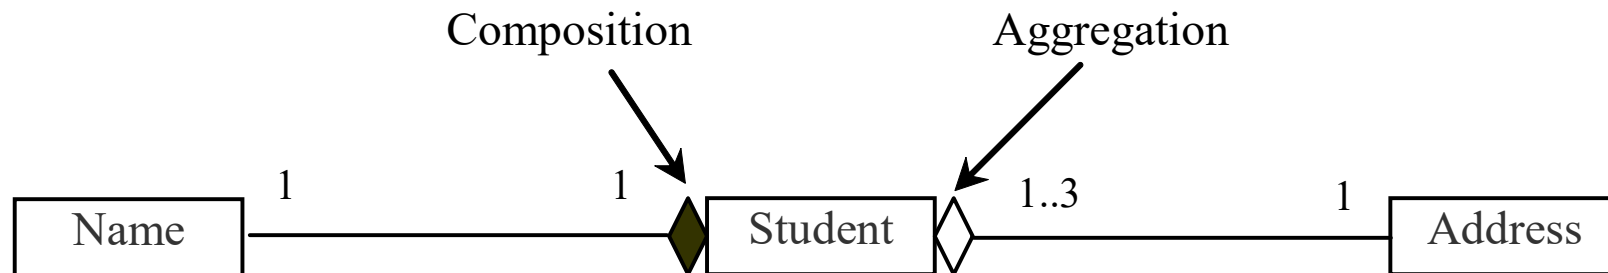 Composition
Aggregation
1
1
1..3
1
Name
Student
Address